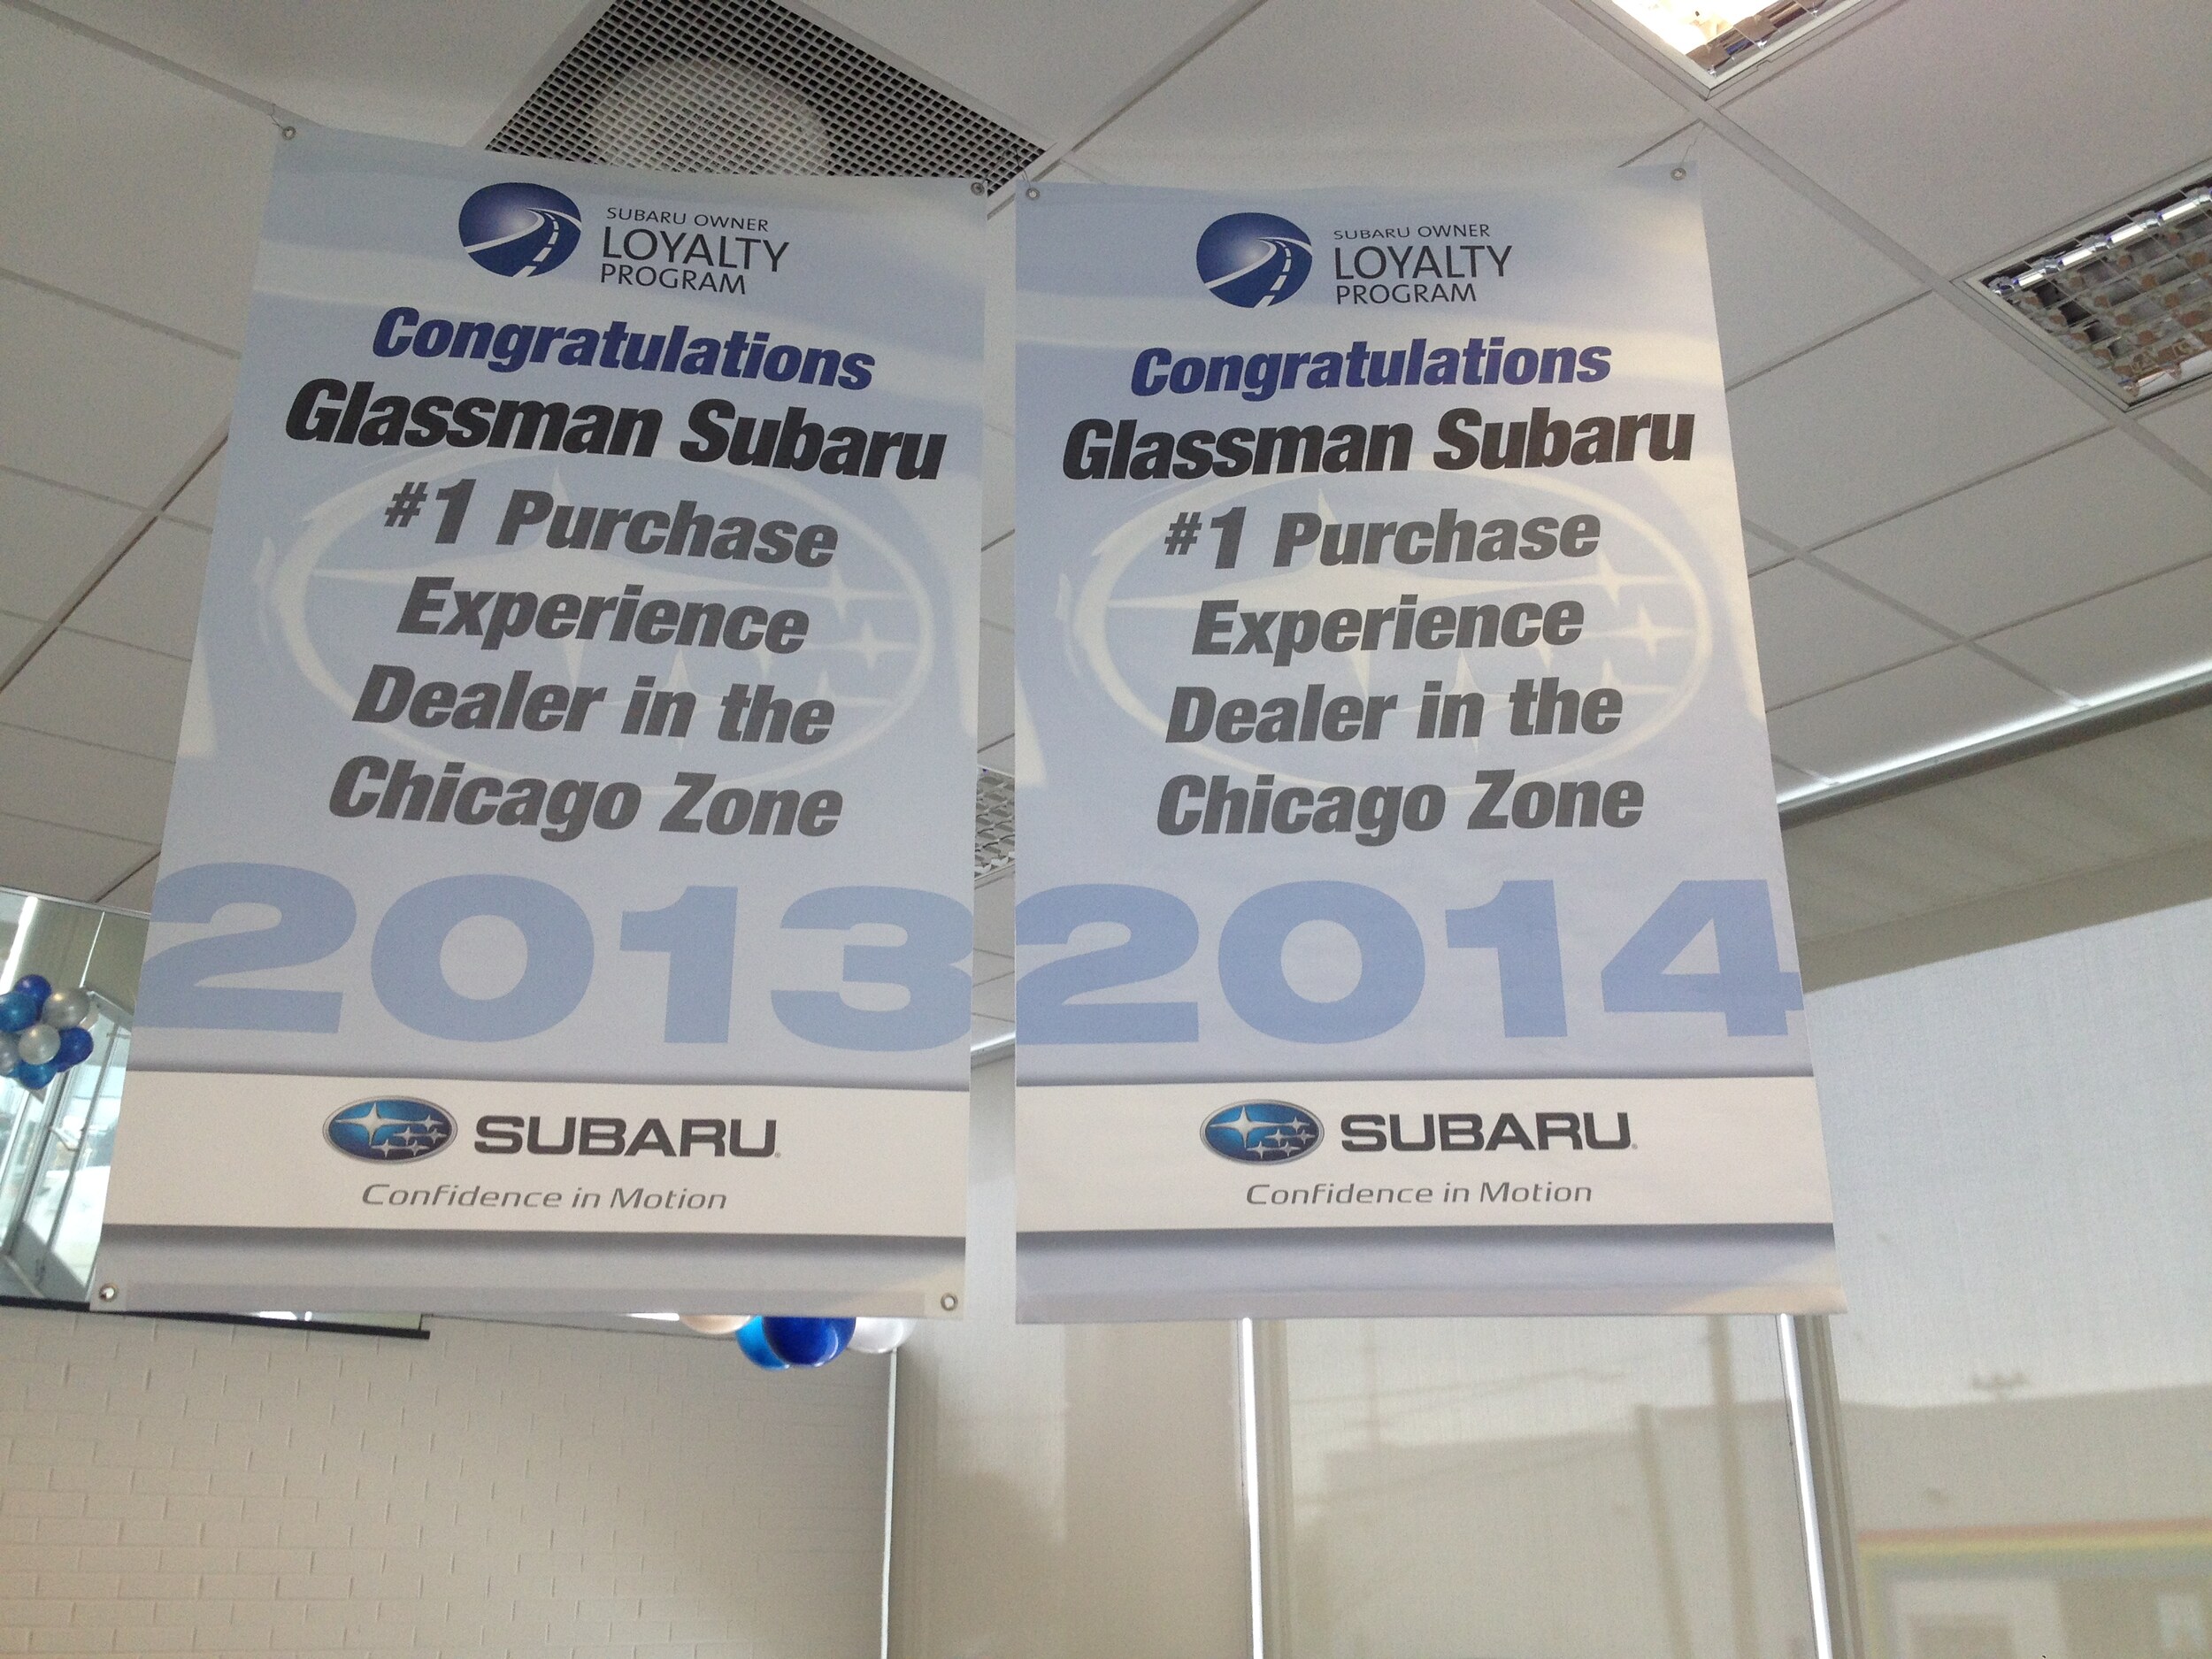 SUBARU OWNER
LOYALTY
PROGRAM
Congratulations
Glassman Subaru
#1 Purchase
Experience
Dealer in the
Chicago Zone
2013
SUBARU.
Confidence in Motion
SUBARU OWNER
LOYALTY
PROGRAM
Congratulations
Glassman Subaru
#1 Purchase
Experience
Dealer in the
Chicago Zone
2014
SUBARU.
Confidence in Motion